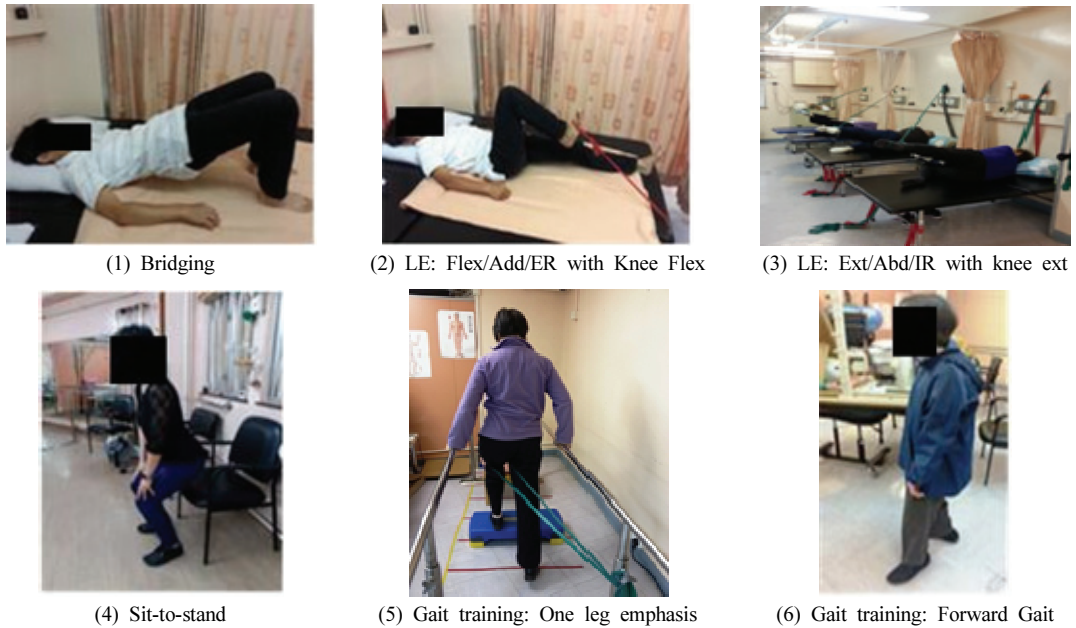 (1) Bridging
(2) LE: Flex/Add/ER with Knee Flex
(3) LE: Ext/Abd/IR with knee ext
(4) Sit-to-stand
(5) Gait training: One leg emphasis
(6) Gait training: Forward Gait